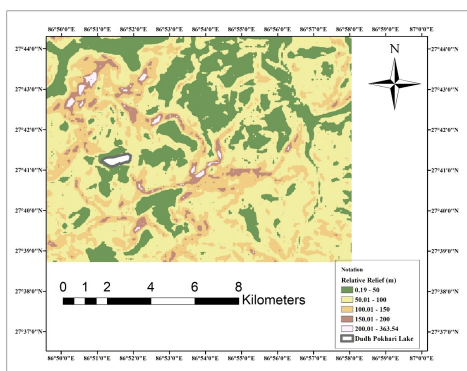 86°50'0"E 86°51'0"E 86°52'0"E 86°53'0"E 86°54'0"E 86°55'0"E 86°56'0"E 86°57'0"E 86°58'0"E 86°59'0"E 87°0'0"E
27°44'0"N 27°44'0"N
N
27°43'0"N 27°43'0"N
27°42'0"N 27°42'0"N
27°41'0"N 27°41'0"N
27°40'0"N 27°40'0"N
27°39'0"N 27°39'0"N
27°38'0"N 27°38'0"N
27°37'0"N 27°37'0"N
0 1 2 4 6 8
Kilometers
Notation
Relative Relief (m)
0.19 - 50
50.01 - 100
100.01 - 150
150.01 - 200
200.01 - 363.54
Dudh Pokhari Lake
86°50'0"E 86°51'0"E 86°52'0"E 86°53'0"E 86°54'0"E 86°55'0"E 86°56'0"E 86°57'0"E 86°58'0"E 86°59'0"E 87°0'0"E